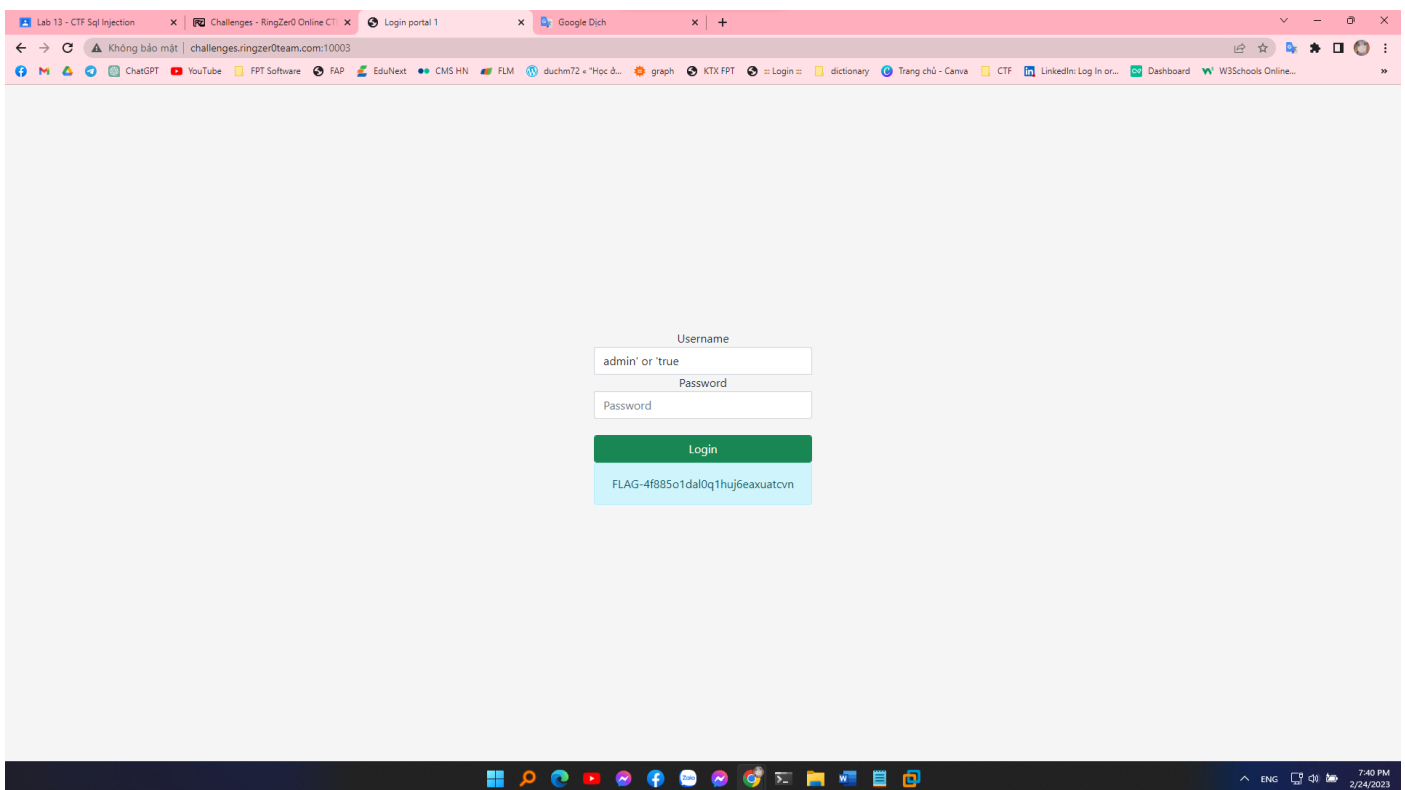 Lab 13 - CTF Sql Injection
Challenges - RingZer0 Online CT
Login portal 1
Google Dịch
Không bảo mật | challenges.ringzer0team.com:10003
ChatGPT YouTube FPT Software FAP EduNext CMS HN FLM duchm72 « "Học ở... graph KTX FPT ::: Login ::: dictionary Trang chủ - Canva CTF LinkedIn: Log In or... Dashboard W3Schools Online... »
Username
admin' or 'true
Password
Password
Login
FLAG-4f885o1dal0q1huj6eaxuatcvn
Zalo
ENG
7:40 PM
2/24/2023